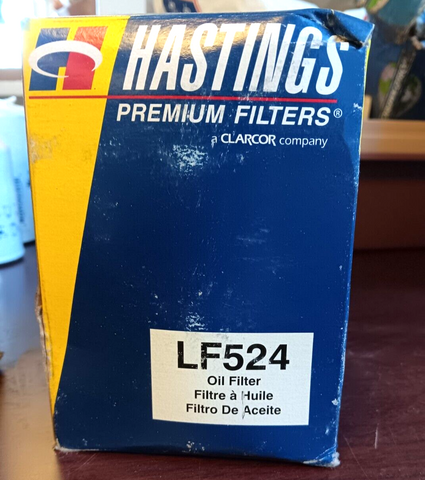 HASTINGS
PREMIUM FILTERS®
a CLARCOR company
LF524
Oil Filter
Filtre à Huile
Filtro De Aceite